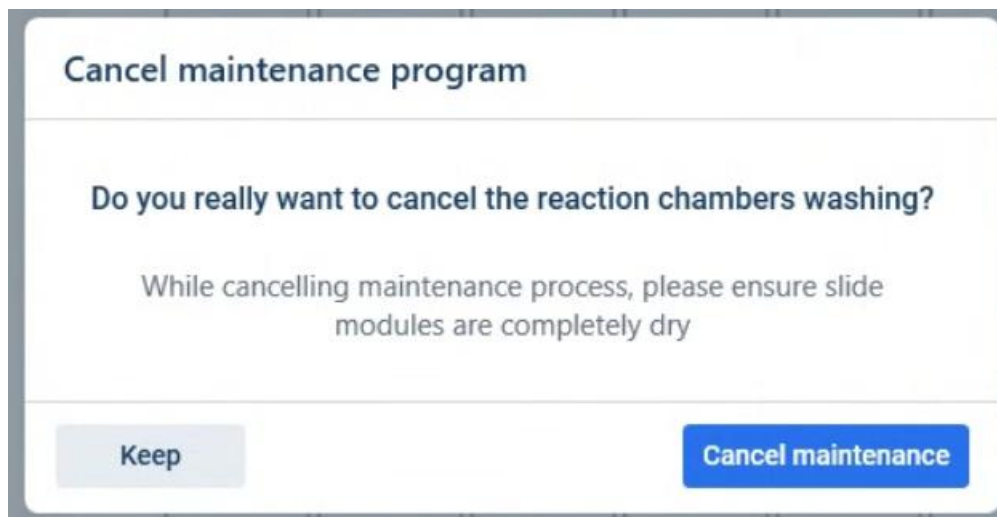 Cancel maintenance program
Do you really want to cancel the reaction chambers washing?
While cancelling maintenance process, please ensure slide
modules are completely dry
Keep
Cancel maintenance